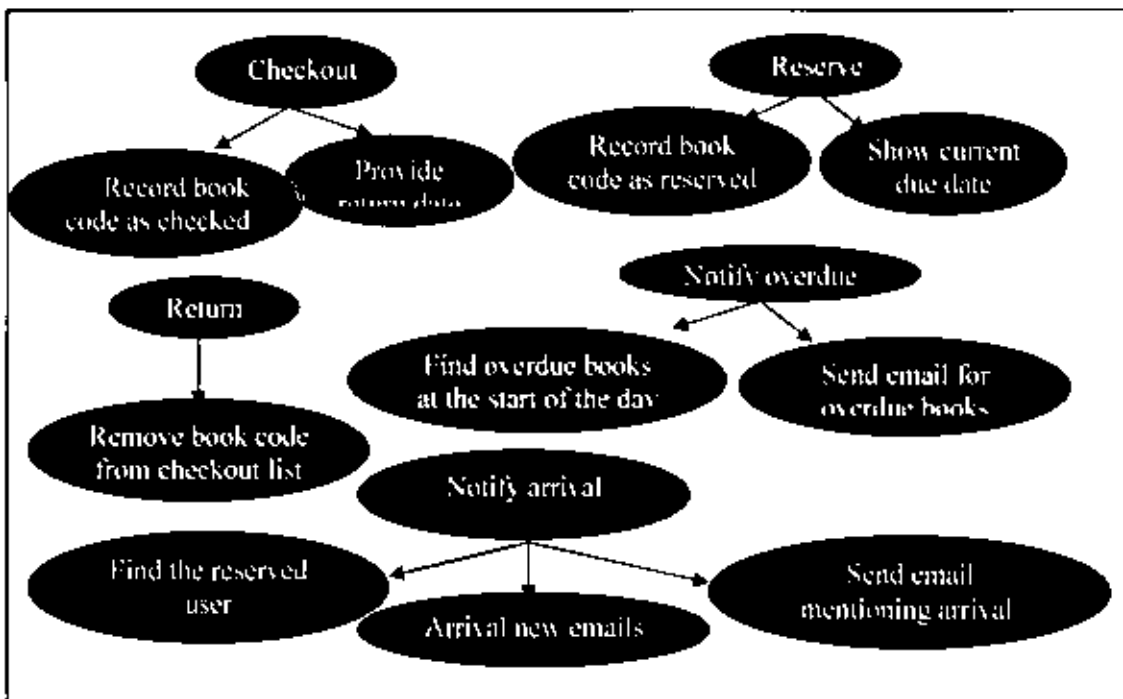 Checkout
Reserve
Record book
code as checked
Provide
Record book
code as reserved
Show current
due date
Return
Notify overdue
Find overdue books
at the start of the day
Send email for
overdue books
Remove book code
from checkout list
Notify arrival
Find the reserved
user
Arrival new emails
Send email
mentioning arrival